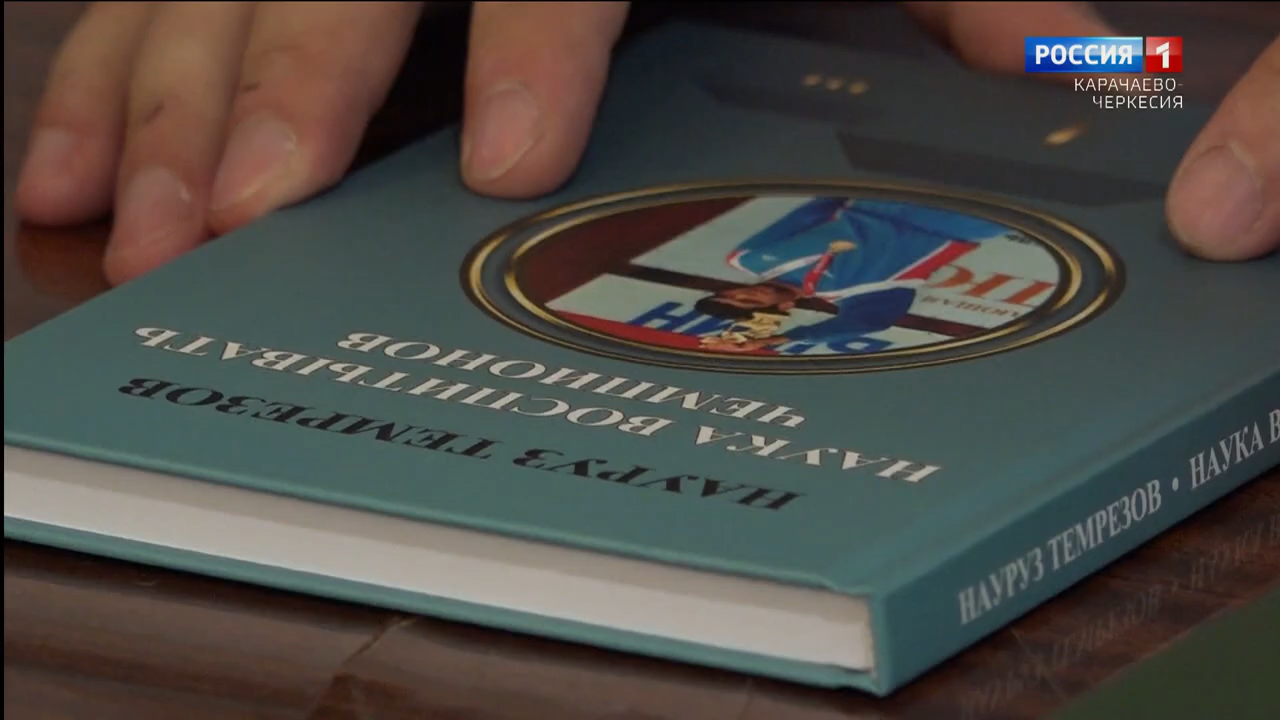 РОССИЯ 1
КАРАЧАЕВО-
ЧЕРКЕСИЯ
НАУРУЗ ТЕМРЕЗОВ
НАУКА ВОСПИТЫВАТЬ
ЧЕМПИОНОВ
НАУРУЗ ТЕМРЕЗОВ • НАУКА В